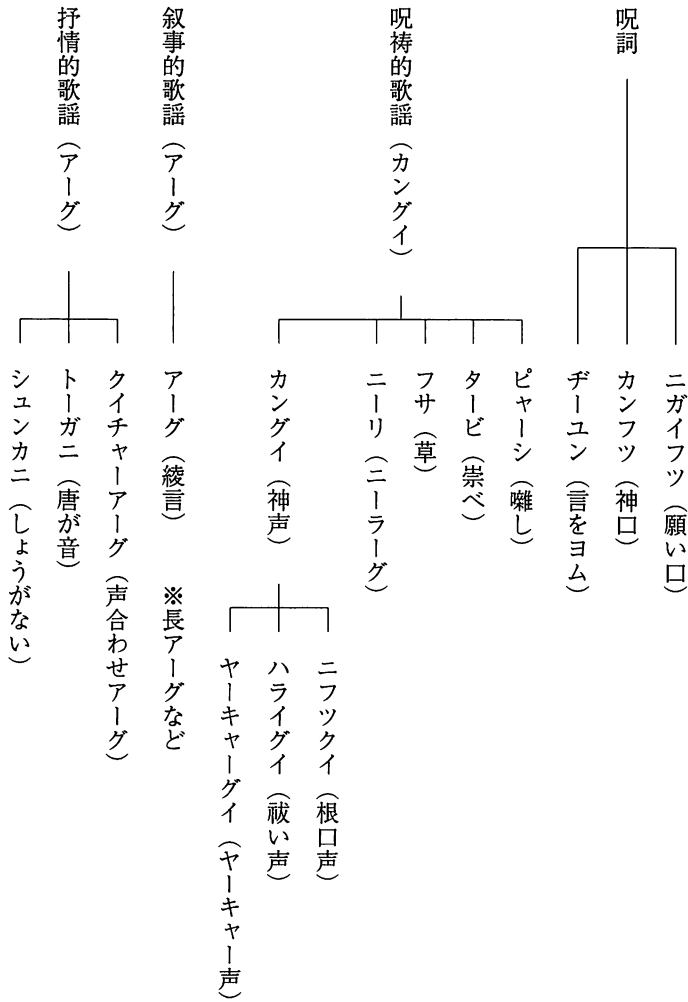 呪詞
ニガイフツ（願い口）
カンフツ（神口）
ヂーユン（言をヨム）
呪祷的歌謡（カングイ）
ピャーシ（囃し）
タービ（崇べ）
フサ（草）
ニーリ（ニーラーグ）
カングイ（神声）
ニフツクイ（根口声）
ハライグイ（祓い声）
ヤーキャーグイ（ヤーキャー声）
叙事的歌謡（アーグ）
アーグ（綾言）　※長アーグなど
抒情的歌謡（アーグ）
クイチャーアーグ（声合わせアーグ）
トーガニ（唐が音）
シュンカニ（しょうがない）